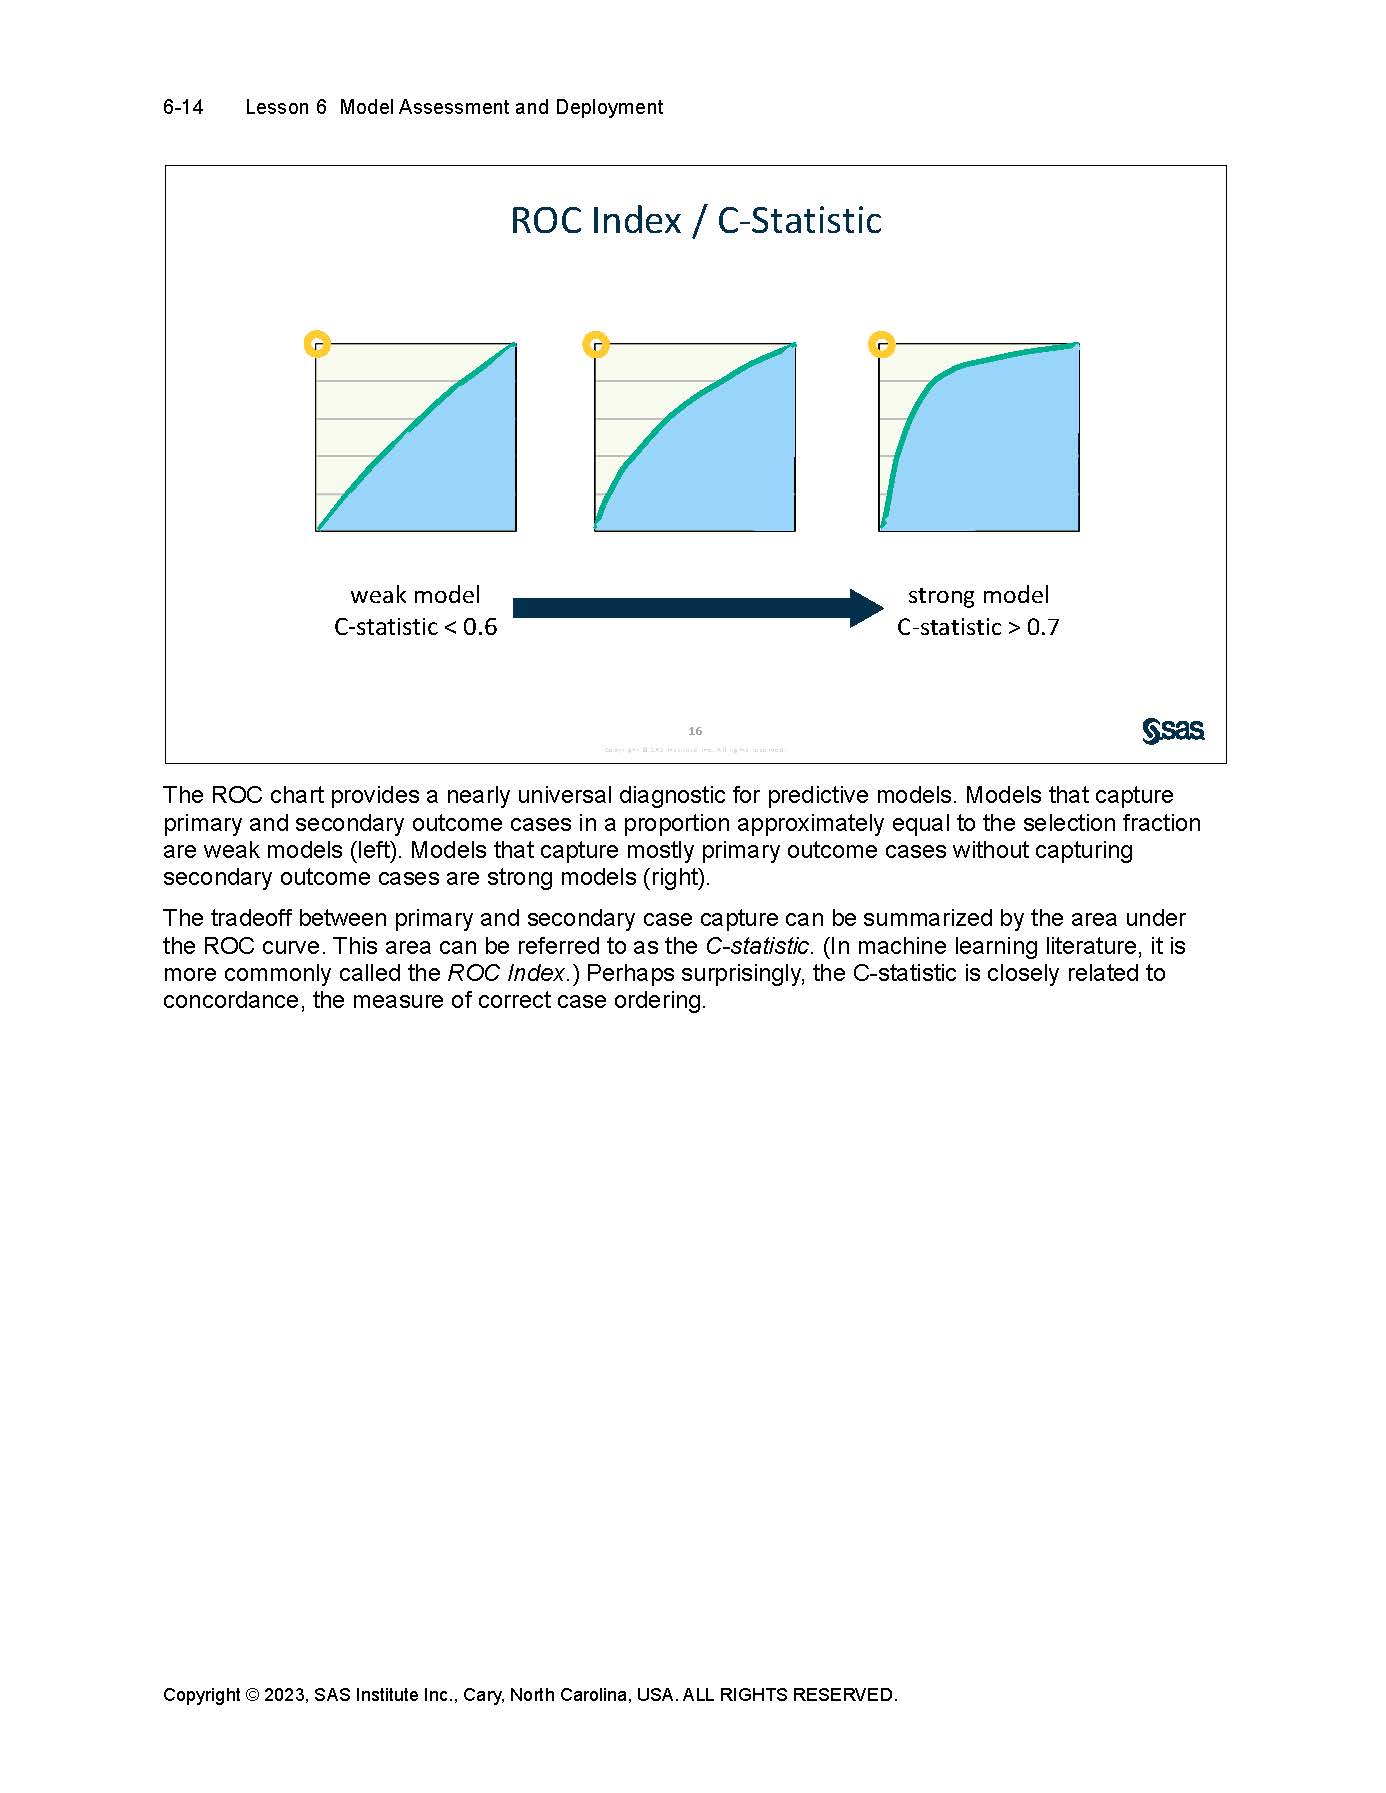 6-14 Lesson 6 Model Assessment and Deployment
ROC Index / C-Statistic
weak model
C-statistic < 0.6
strong model
C-statistic > 0.7
16
Copyright © SAS Institute Inc. All rights reserved.
sas
The ROC chart provides a nearly universal diagnostic for predictive models. Models that capture
primary and secondary outcome cases in a proportion approximately equal to the selection fraction
are weak models (left). Models that capture mostly primary outcome cases without capturing
secondary outcome cases are strong models (right).
The tradeoff between primary and secondary case capture can be summarized by the area under
the ROC curve. This area can be referred to as the C-statistic. (In machine learning literature, it is
more commonly called the ROC Index.) Perhaps surprisingly, the C-statistic is closely related to
concordance, the measure of correct case ordering.
Copyright © 2023, SAS Institute Inc., Cary, North Carolina, USA. ALL RIGHTS RESERVED.